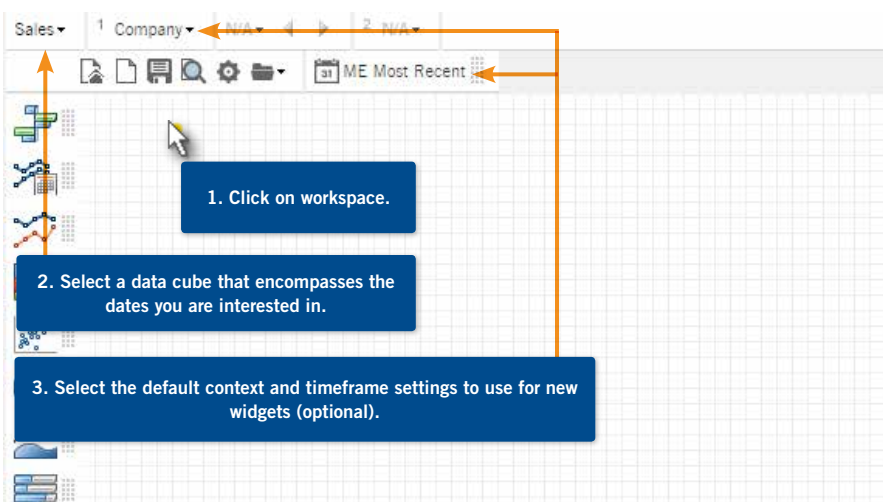 Sales 1 Company N/A 2 N/A
31 ME Most Recent
1. Click on workspace.
2. Select a data cube that encompasses the
dates you are interested in.
3. Select the default context and timeframe settings to use for new
widgets (optional).